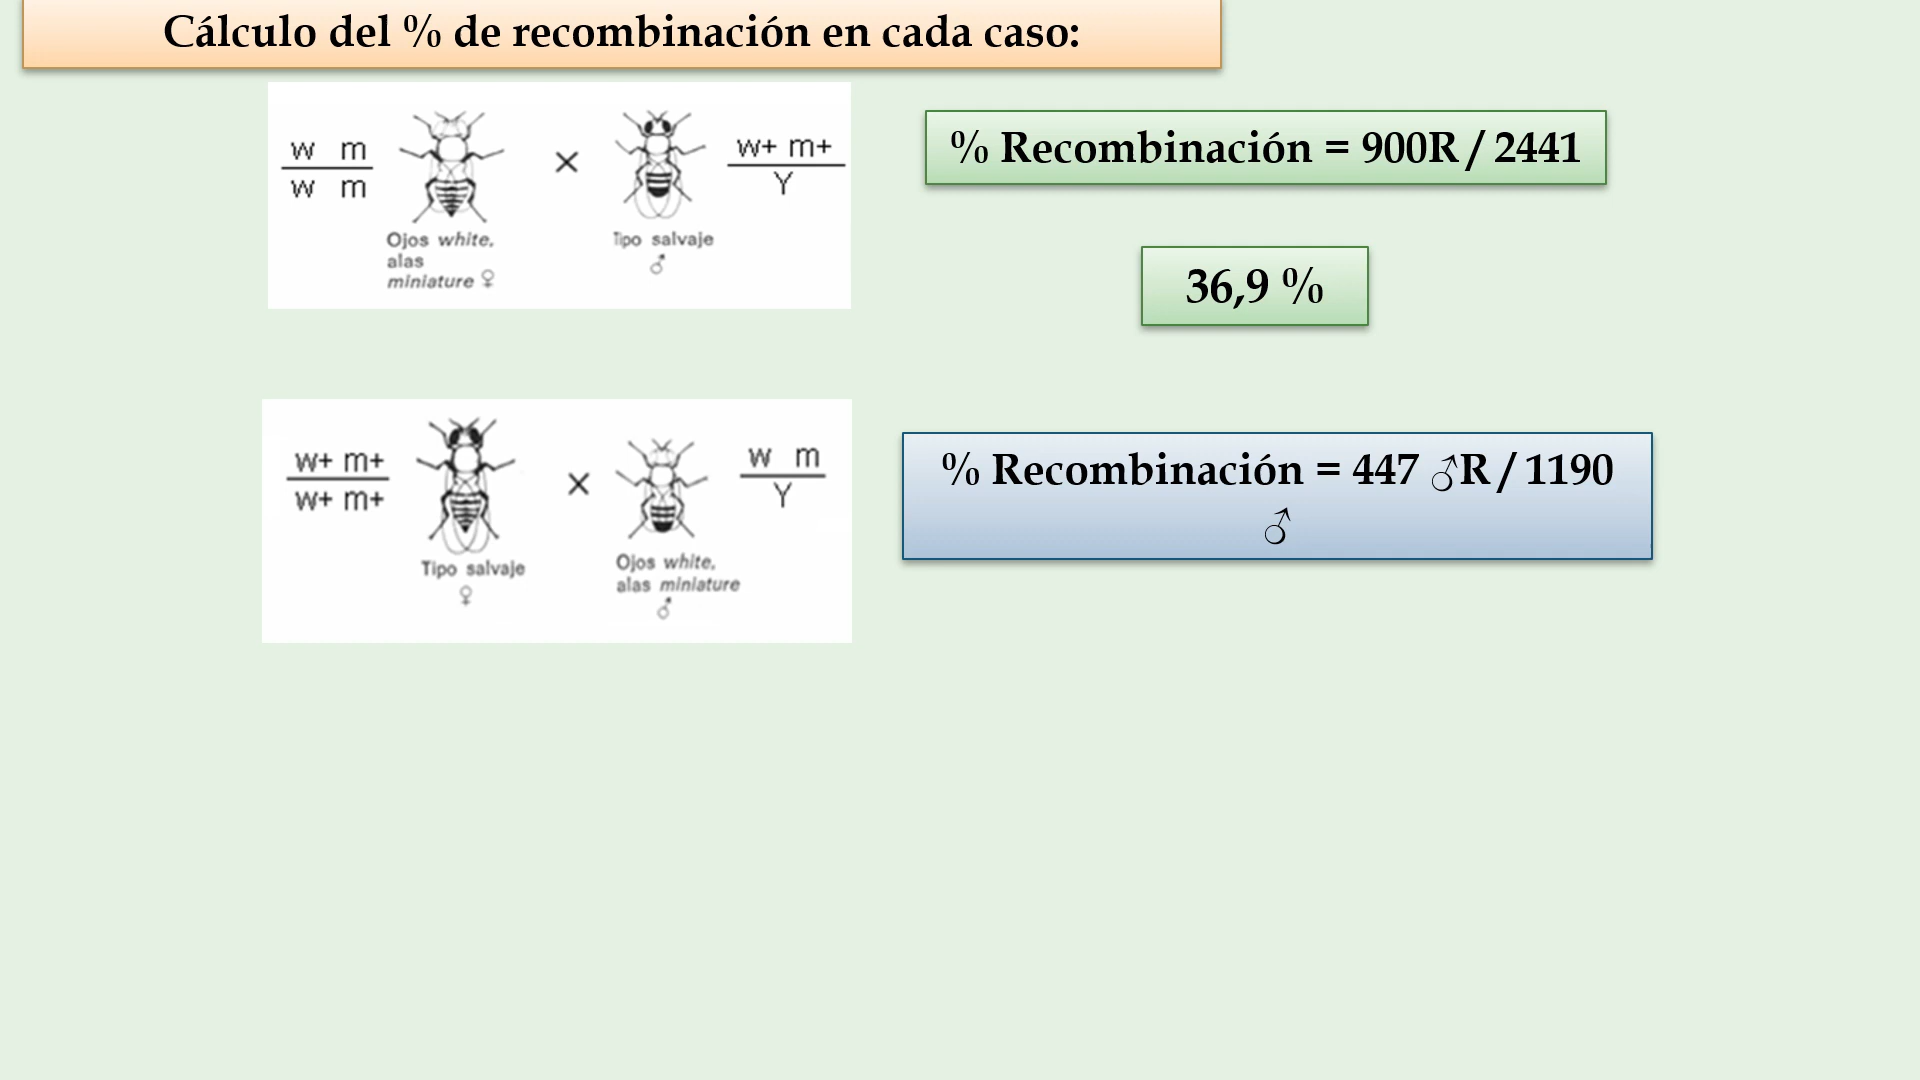 Cálculo del % de recombinación en cada caso:
w m
w m
×
w+ m+
Y
Ojos white,
alas
miniature ♀
Tipo salvaje
♂
% Recombinación = 900R / 2441
36,9 %
w+ m+
w+ m+
×
w m
Y
Tipo salvaje
♀
Ojos white,
alas miniature
♂
% Recombinación = 447 ♂R / 1190
♂